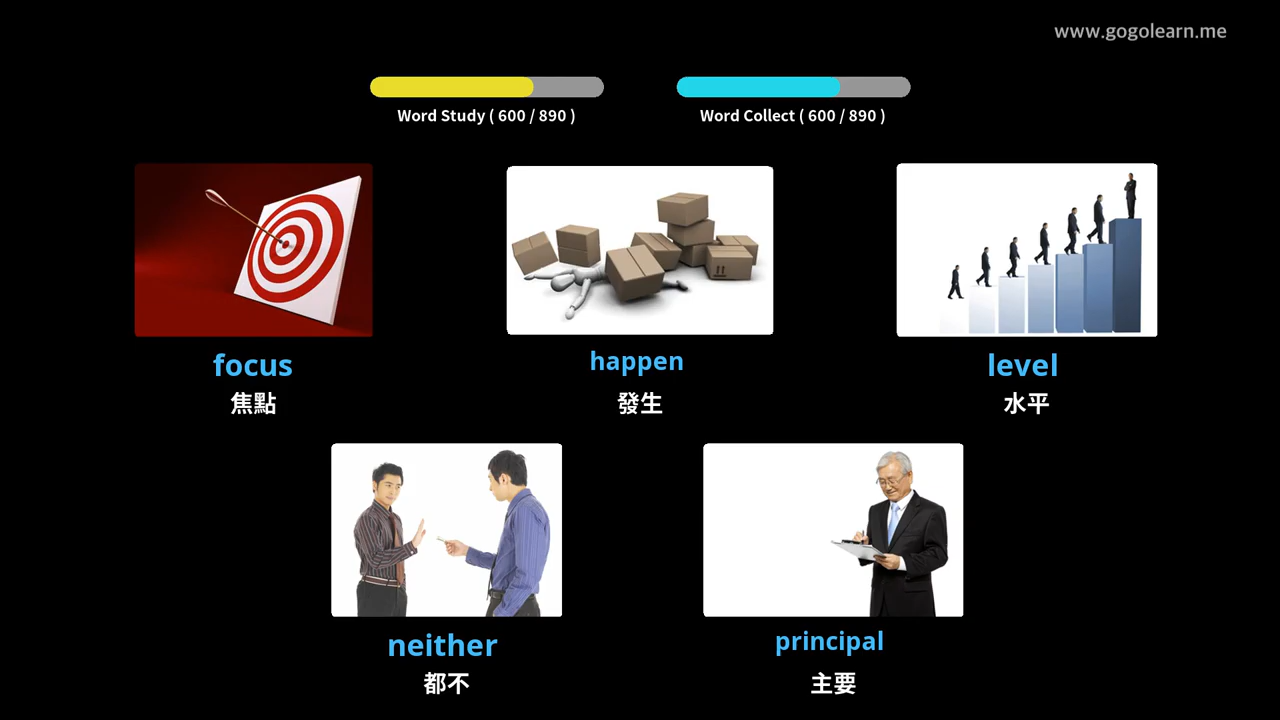 www.gogolearn.me
Word Study ( 600 / 890 )
Word Collect ( 600 / 890 )
focus
焦點
happen
發生
level
水平
neither
都不
principal
主要